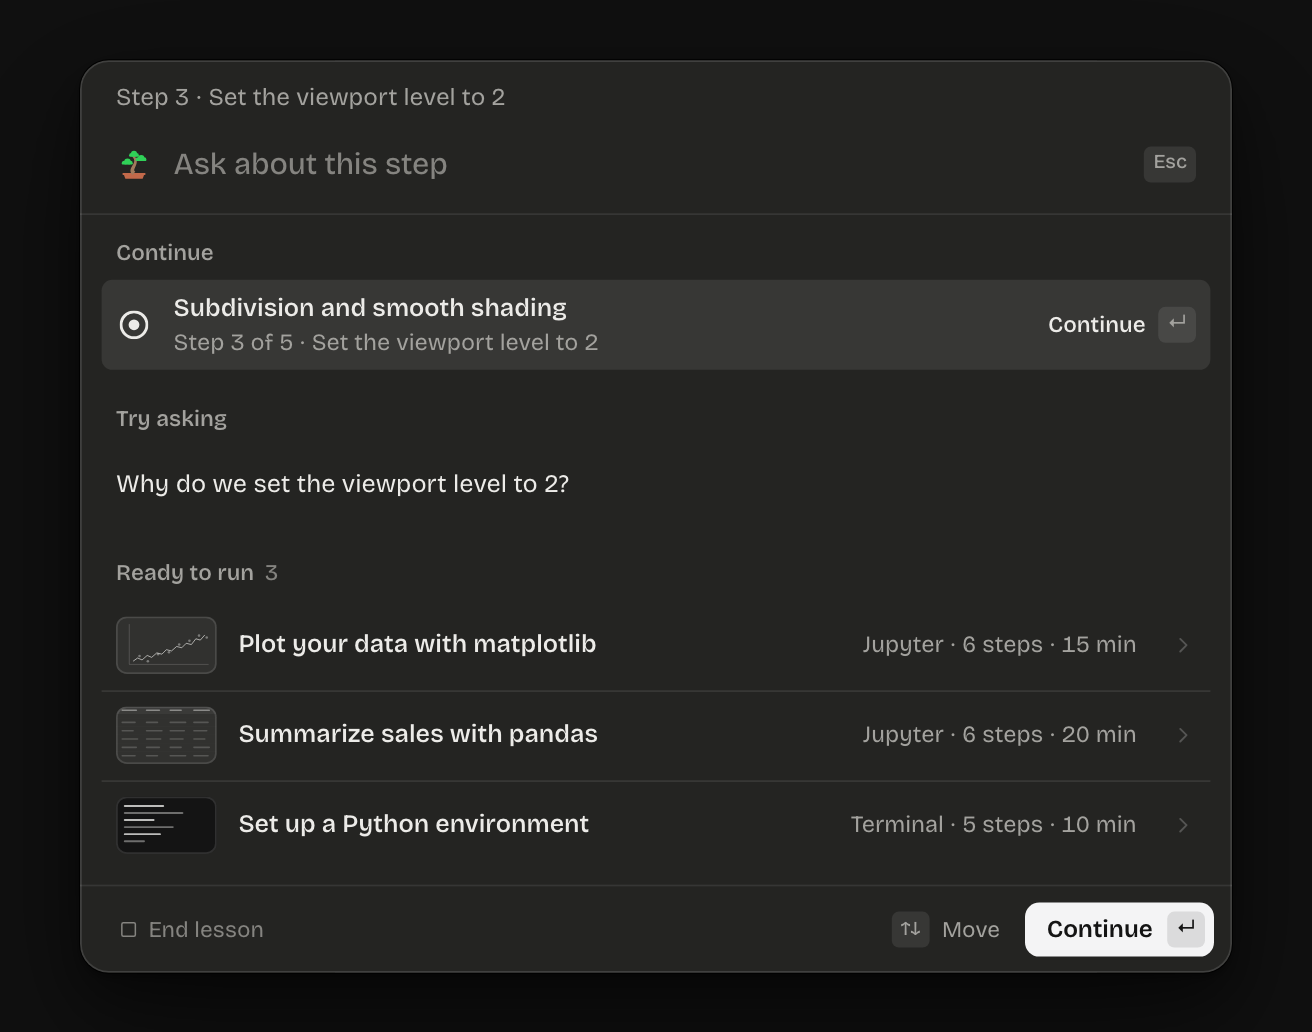 Step 3 · Set the viewport level to 2
Ask about this step
Esc
Continue
Subdivision and smooth shading
Step 3 of 5 · Set the viewport level to 2
Continue
Try asking
Why do we set the viewport level to 2?
Ready to run 3
Plot your data with matplotlib
Jupyter · 6 steps · 15 min
Summarize sales with pandas
Jupyter · 6 steps · 20 min
Set up a Python environment
Terminal · 5 steps · 10 min
End lesson
Move
Continue